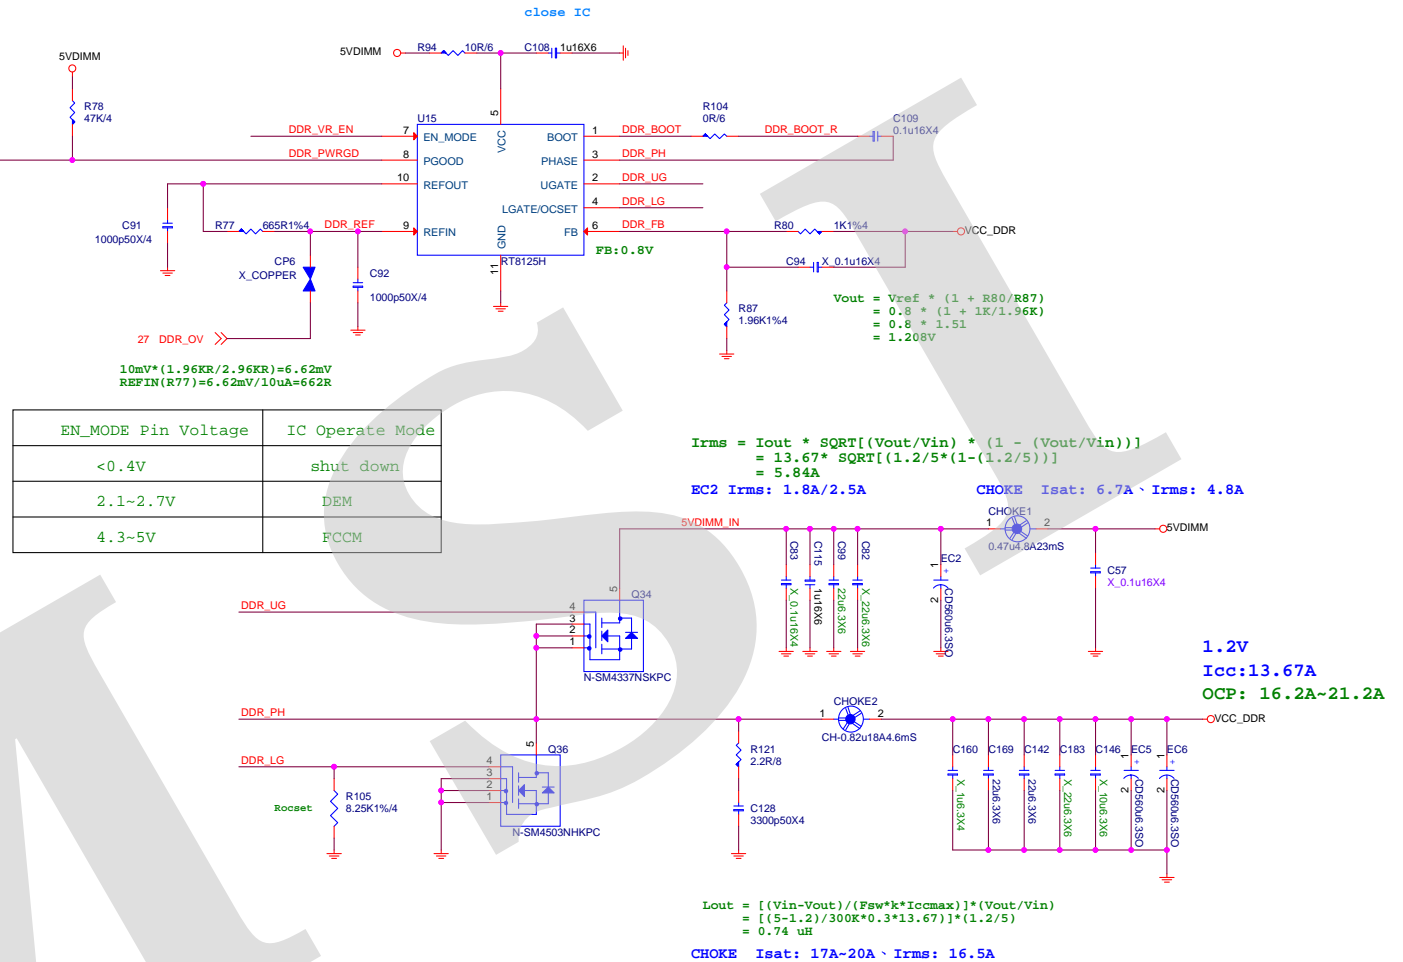 close IC
5VDIMM
R94
10R/6
C108
1u16X6
5VDIMM
R78
47K/4
U15
5
VCC
DDR_VR_EN
7
EN_MODE
BOOT
1
DDR_BOOT
R104
0R/6
DDR_BOOT_R
C109
0.1u16X4
DDR_PWRGD
8
PGOOD
PHASE
3
DDR_PH
10
REFOUT
UGATE
2
DDR_UG
LGATE/OCSET
4
DDR_LG
C91
1000p50X/4
R77
665R1%4
DDR_REF
9
REFIN
GND
FB
6
DDR_FB
R80
1K1%4
VCC_DDR
FB:0.8V
RT8125H
11
CP6
X_COPPER
C92
1000p50X/4
C94
X_0.1u16X4
R87
1.96K1%4
Vout = Vref * (1 + R80/R87)
= 0.8 * (1 + 1K/1.96K)
= 0.8 * 1.51
= 1.208V
27 DDR_OV
10mV*(1.96KR/2.96KR)=6.62mV
REFIN(R77)=6.62mV/10uA=662R
EN_MODE Pin Voltage
IC Operate Mode
<0.4V
shut down
2.1~2.7V
DEM
4.3~5V
FCCM
Irms = Iout * SQRT[(Vout/Vin) * (1 - (Vout/Vin))]
= 13.67* SQRT[(1.2/5*(1-(1.2/5))]
= 5.84A
EC2 Irms: 1.8A/2.5A
CHOKE Isat: 6.7A、Irms: 4.8A
5VDIMM_IN
CHOKE1
1
2
0.47u4.8A23mS
5VDIMM
C83
X_0.1u16X4
C115
1u16X6
C99
22u6.3X6
C82
X_22u6.3X6
EC2
1
+
2
CD560u6.3SO
C57
X_0.1u16X4
DDR_UG
5
Q34
4
3
2
1
N-SM4337NSKPC
1.2V
Icc:13.67A
OCP: 16.2A~21.2A
DDR_PH
CHOKE2
1
2
CH-0.82u18A4.6mS
VCC_DDR
DDR_LG
5
Q36
4
3
2
1
N-SM4503NHKPC
Rocset
R105
8.25K1%/4
R121
2.2R/8
C128
3300p50X4
C160
X_1u6.3X4
C169
22u6.3X6
C142
22u6.3X6
C183
X_22u6.3X6
C146
X_10u6.3X6
EC5
1
+
2
CD560u6.3SO
EC6
1
+
2
CD560u6.3SO
Lout = [(Vin-Vout)/(Fsw*k*Iccmax)]*(Vout/Vin)
= [(5-1.2)/300K*0.3*13.67)]*(1.2/5)
= 0.74 uH
CHOKE Isat: 17A~20A、Irms: 16.5A
MSI